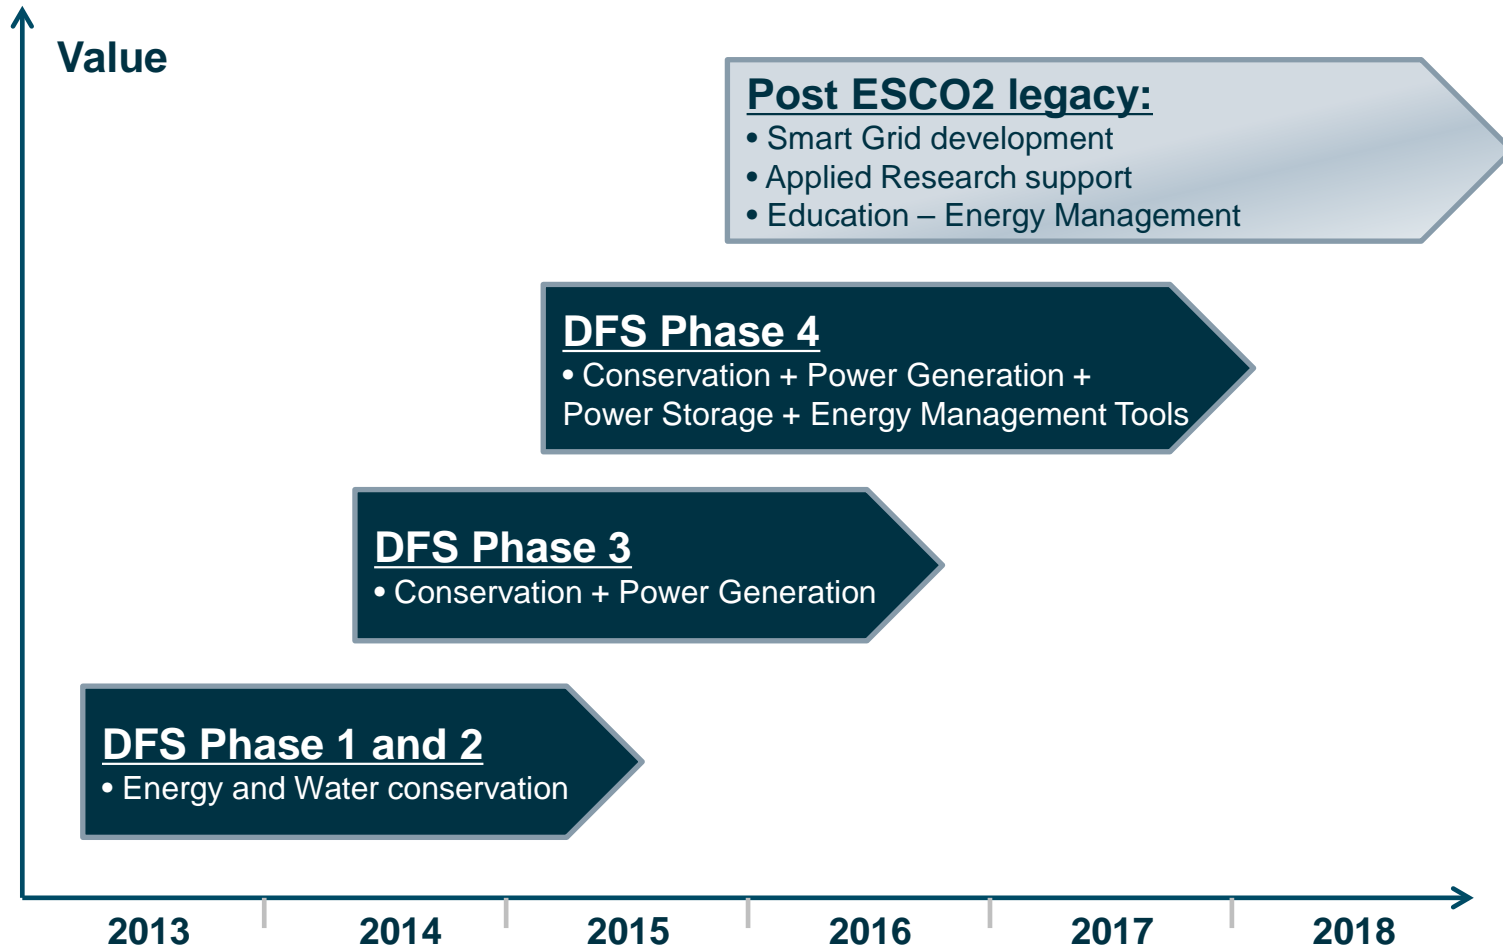 Value
Post ESCO2 legacy:
• Smart Grid development
• Applied Research support
• Education – Energy Management
DFS Phase 4
• Conservation + Power Generation +
Power Storage + Energy Management Tools
DFS Phase 3
• Conservation + Power Generation
DFS Phase 1 and 2
• Energy and Water conservation
2013 2014 2015 2016 2017 2018